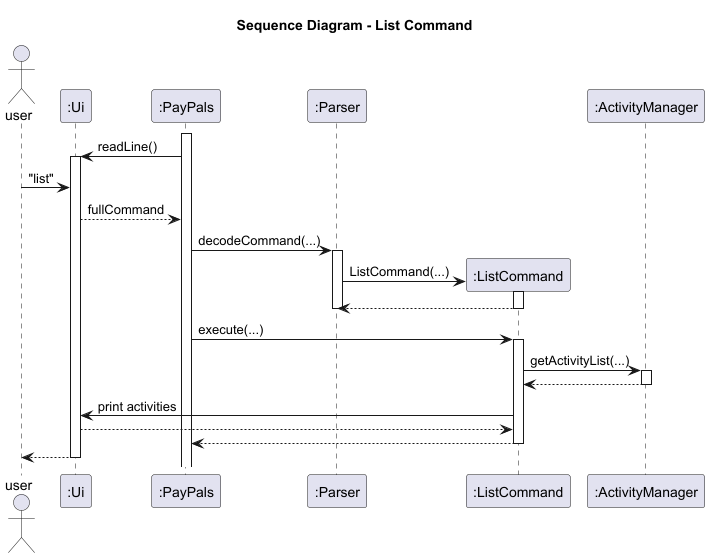 Sequence Diagram - List Command
user
:Ui
:PayPals
:Parser
:ActivityManager
readLine()
"list"
fullCommand
decodeCommand(...)
ListCommand(...)
:ListCommand
execute(...)
getActivityList(...)
print activities
user
:Ui
:PayPals
:Parser
:ListCommand
:ActivityManager